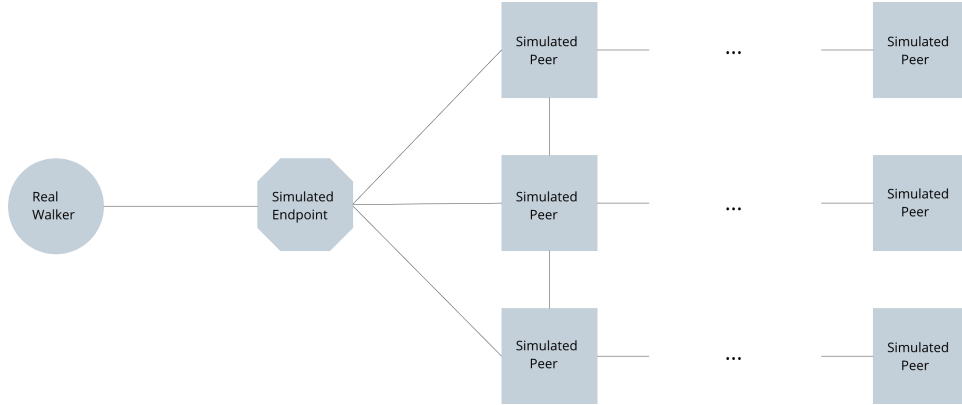 Simulated
Peer
...
Simulated
Peer
Real
Walker
Simulated
Endpoint
Simulated
Peer
...
Simulated
Peer
Simulated
Peer
...
Simulated
Peer